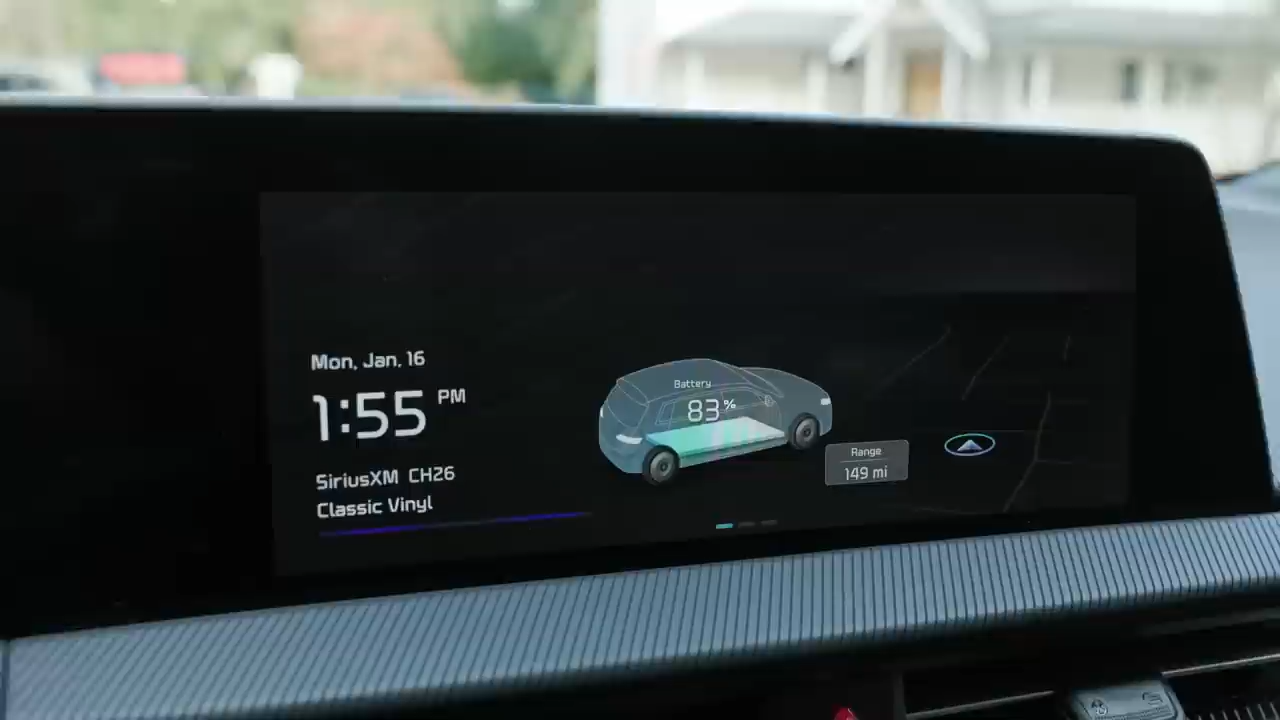 Mon, Jan, 16
1:55 PM
SiriusXM CH26
Classic Vinyl
Battery
83%
Range
149 mi